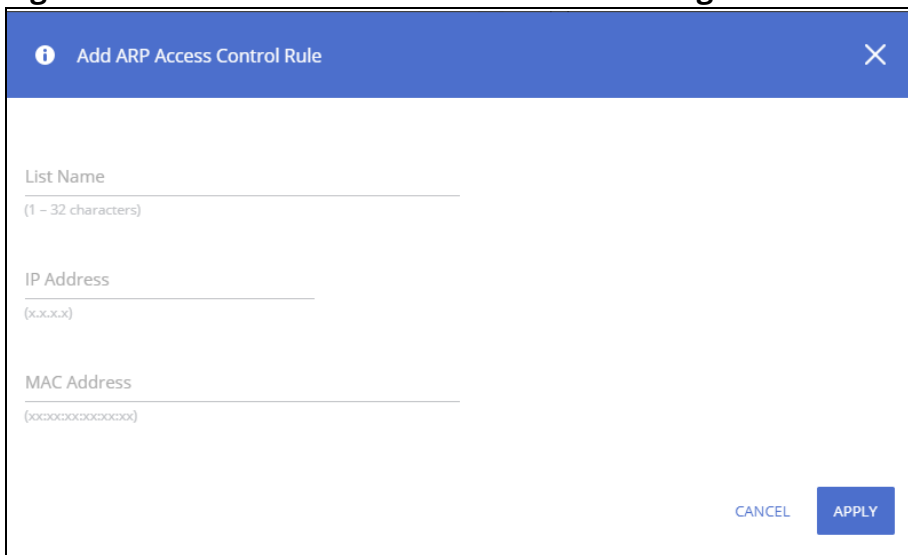 Add ARP Access Control Rule
List Name
(1 – 32 characters)
IP Address
(x.x.x.x)
MAC Address
(xx:xx:xx:xx:xx:xx)
CANCEL APPLY